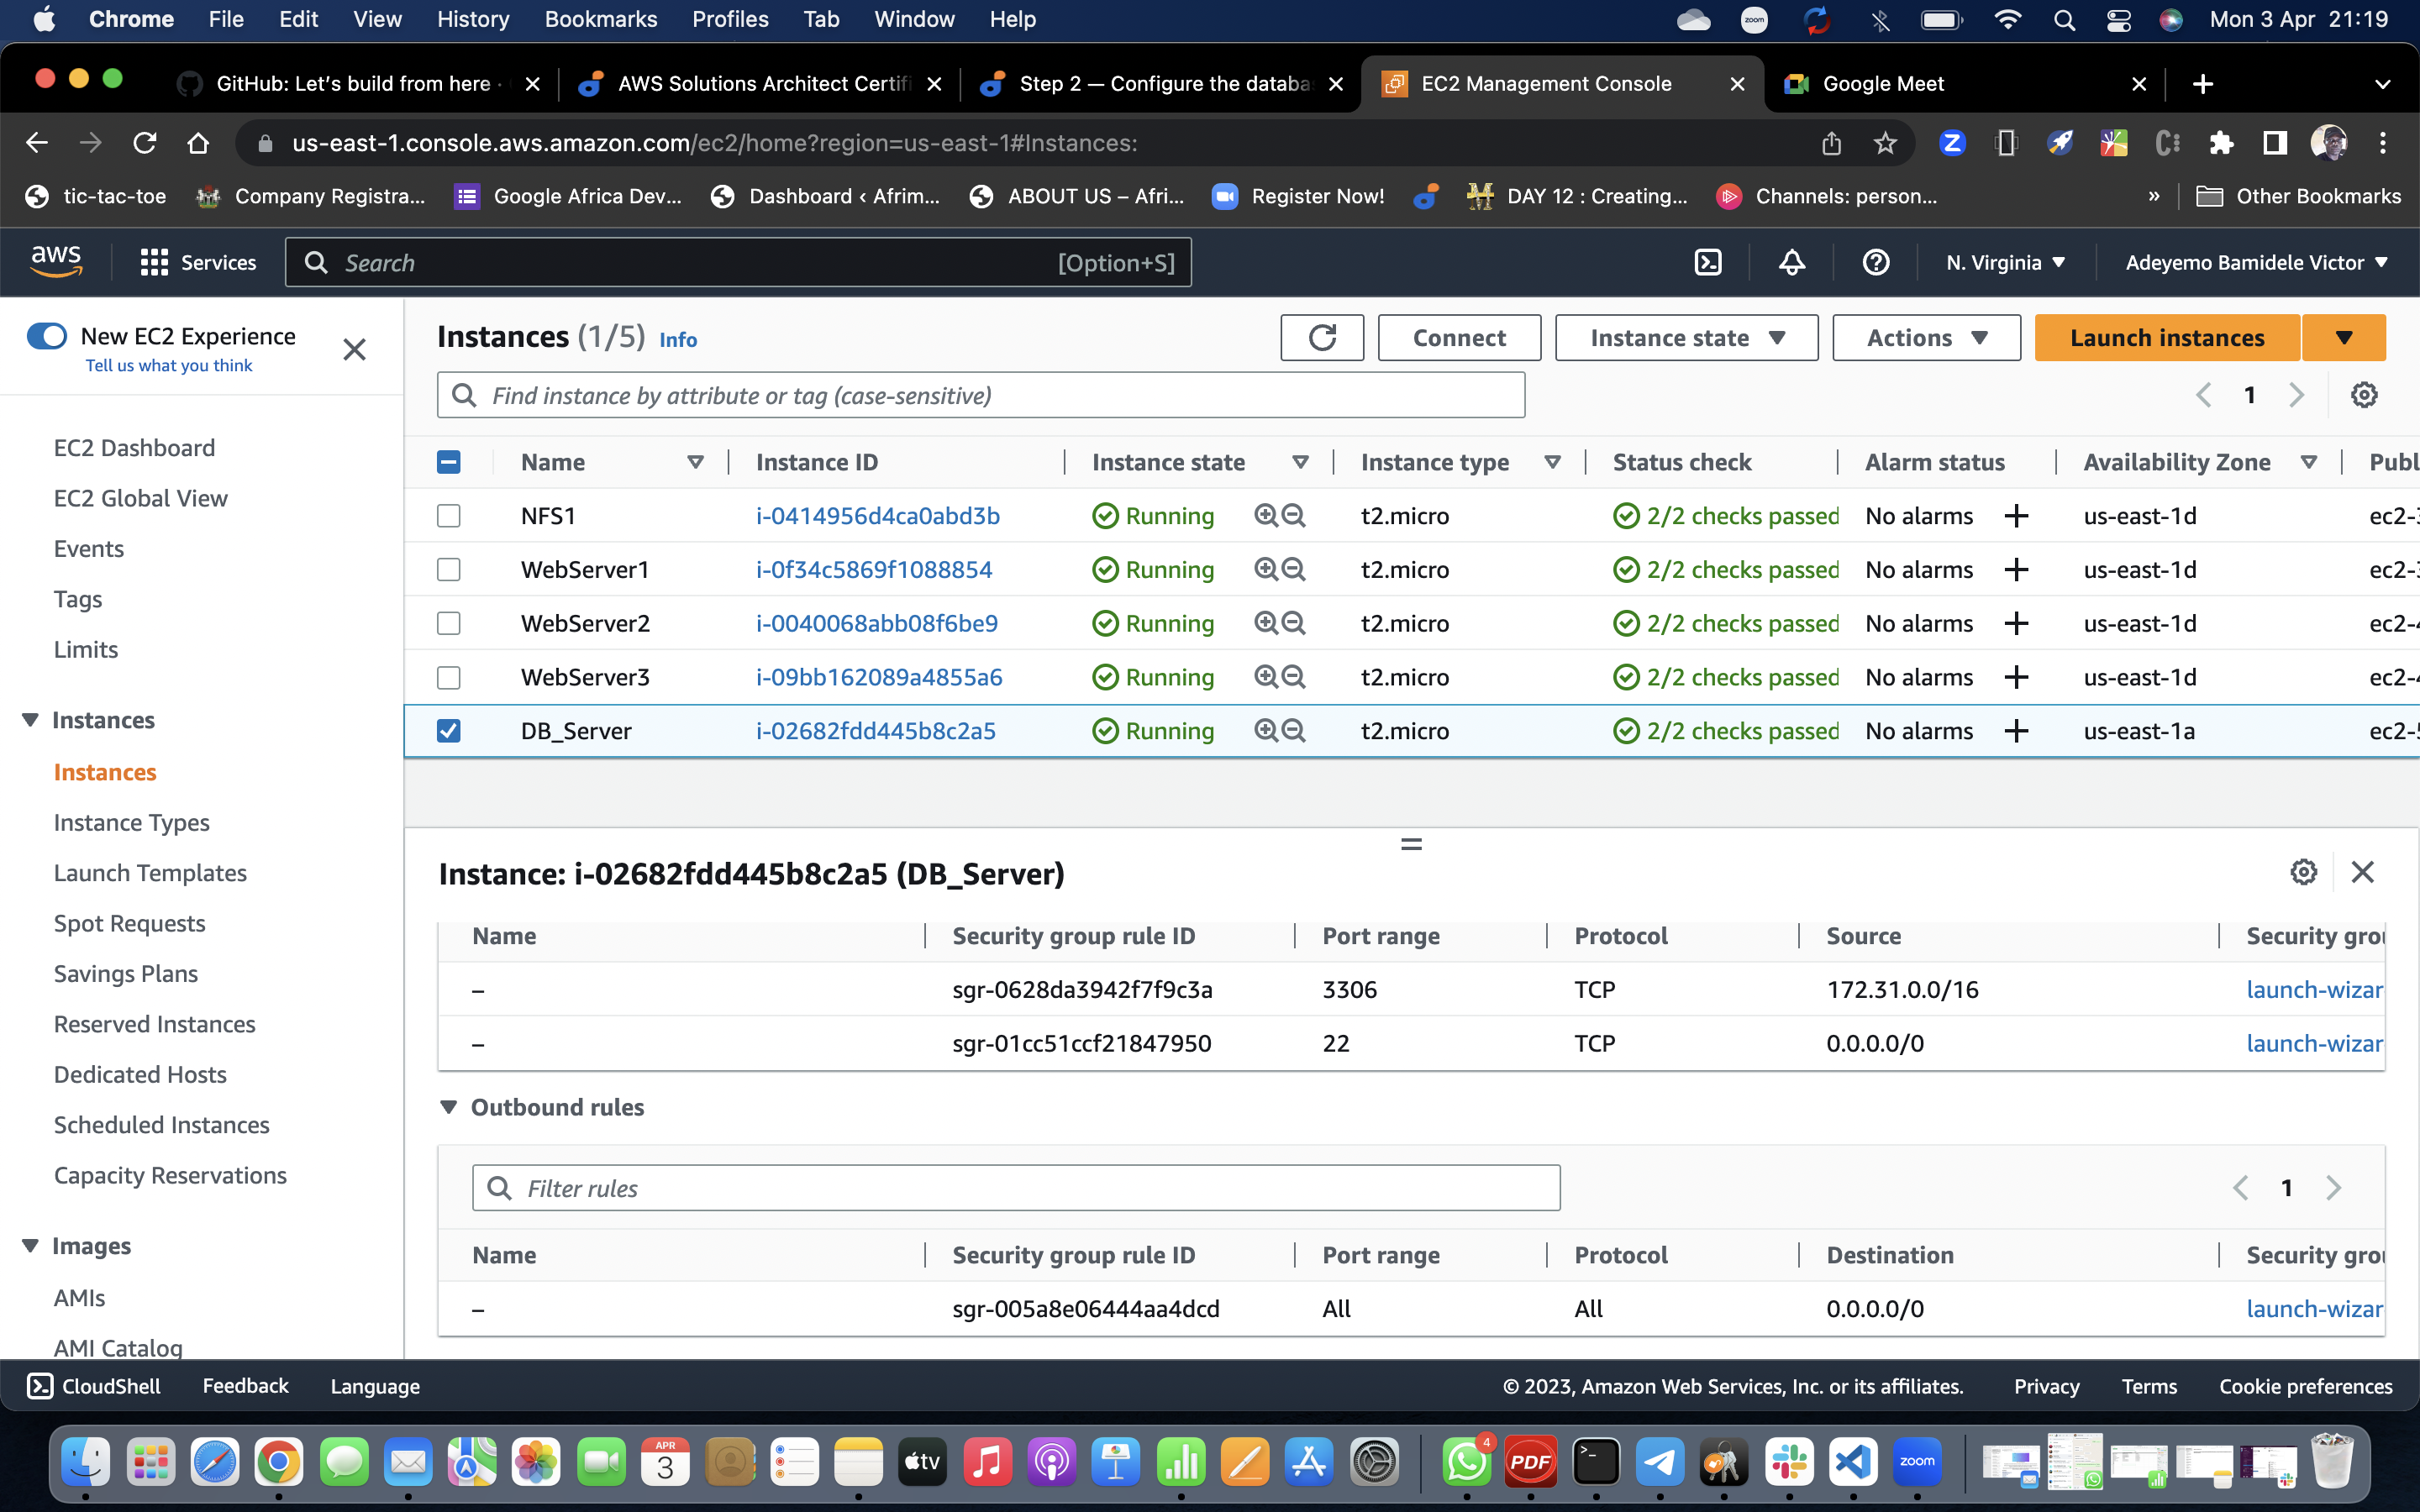 Chrome File Edit View History Bookmarks Profiles Tab Window Help zoom Mon 3 Apr 21:19
GitHub: Let's build from here · AWS Solutions Architect Certifi Step 2 — Configure the databa EC2 Management Console Google Meet
us-east-1.console.aws.amazon.com/ec2/home?region=us-east-1#Instances:
tic-tac-toe Company Registra... Google Africa Dev... Dashboard ‹ Afrim... ABOUT US – Afri... Register Now! DAY 12 : Creating... Channels: person... » Other Bookmarks
aws Services Search [Option+S] N. Virginia Adeyemo Bamidele Victor
New EC2 Experience
Tell us what you think
Instances (1/5) Info Connect Instance state Actions Launch instances
Find instance by attribute or tag (case-sensitive) 1
Name Instance ID Instance state Instance type Status check Alarm status Availability Zone Publ
NFS1 i-0414956d4ca0abd3b Running t2.micro 2/2 checks passed No alarms us-east-1d ec2-3
WebServer1 i-0f34c5869f1088854 Running t2.micro 2/2 checks passed No alarms us-east-1d ec2-3
WebServer2 i-0040068abb08f6be9 Running t2.micro 2/2 checks passed No alarms us-east-1d ec2-4
WebServer3 i-09bb162089a4855a6 Running t2.micro 2/2 checks passed No alarms us-east-1d ec2-4
DB_Server i-02682fdd445b8c2a5 Running t2.micro 2/2 checks passed No alarms us-east-1a ec2-5
EC2 Dashboard
EC2 Global View
Events
Tags
Limits
Instances
Instances
Instance Types
Launch Templates
Spot Requests
Savings Plans
Reserved Instances
Dedicated Hosts
Scheduled Instances
Capacity Reservations
Images
AMIs
AMI Catalog
Instance: i-02682fdd445b8c2a5 (DB_Server)
Name Security group rule ID Port range Protocol Source Security grou
– sgr-0628da3942f7f9c3a 3306 TCP 172.31.0.0/16 launch-wizar
– sgr-01cc51ccf21847950 22 TCP 0.0.0.0/0 launch-wizar
Outbound rules
Filter rules 1
Name Security group rule ID Port range Protocol Destination Security grou
– sgr-005a8e06444aa4dcd All All 0.0.0.0/0 launch-wizar
CloudShell Feedback Language © 2023, Amazon Web Services, Inc. or its affiliates. Privacy Terms Cookie preferences
APR
3
tv
4
PDF
zoom